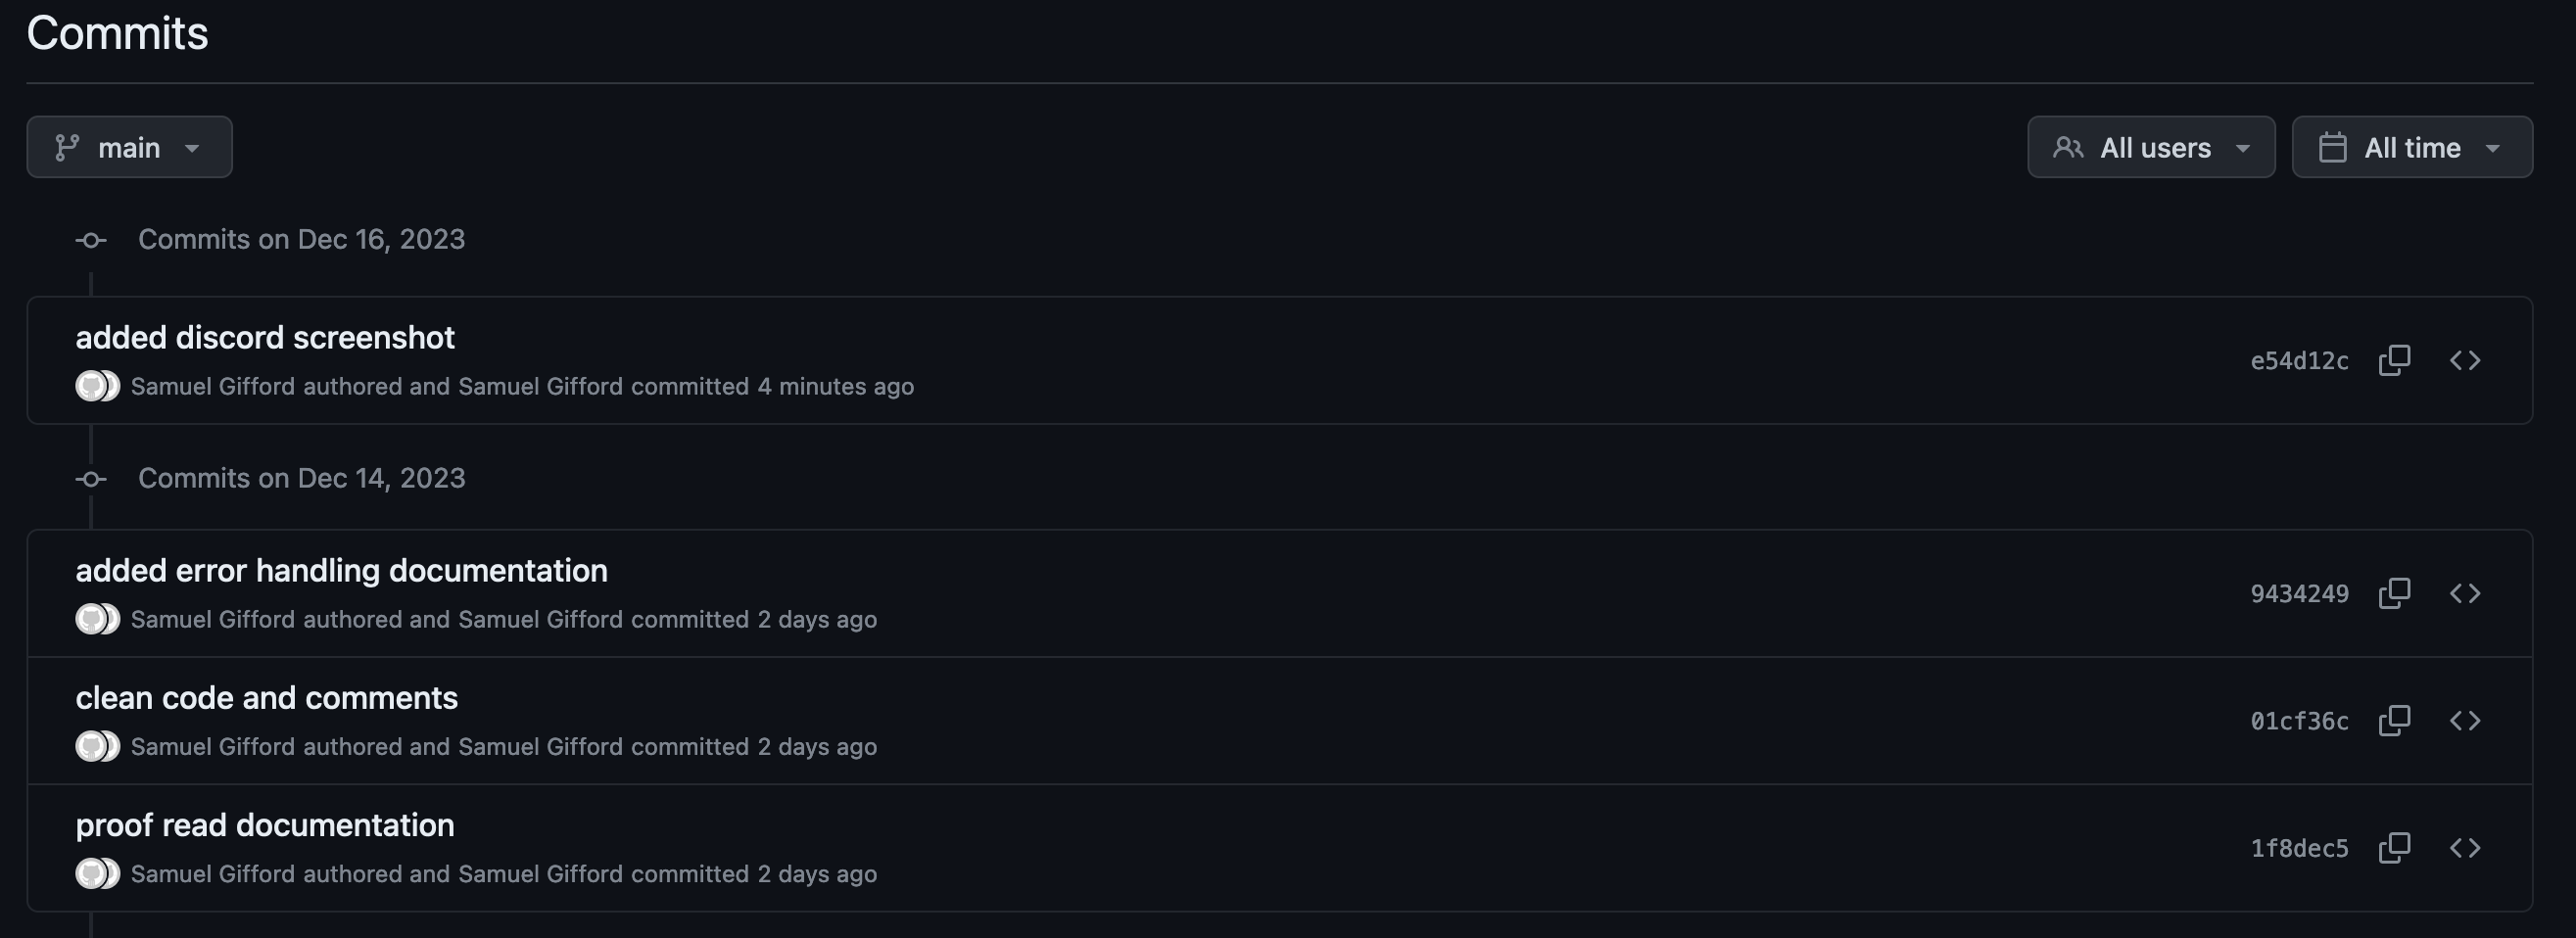 Commits
main
All users
All time
Commits on Dec 16, 2023
added discord screenshot
Samuel Gifford authored and Samuel Gifford committed 4 minutes ago
e54d12c
Commits on Dec 14, 2023
added error handling documentation
Samuel Gifford authored and Samuel Gifford committed 2 days ago
9434249
clean code and comments
Samuel Gifford authored and Samuel Gifford committed 2 days ago
01cf36c
proof read documentation
Samuel Gifford authored and Samuel Gifford committed 2 days ago
1f8dec5